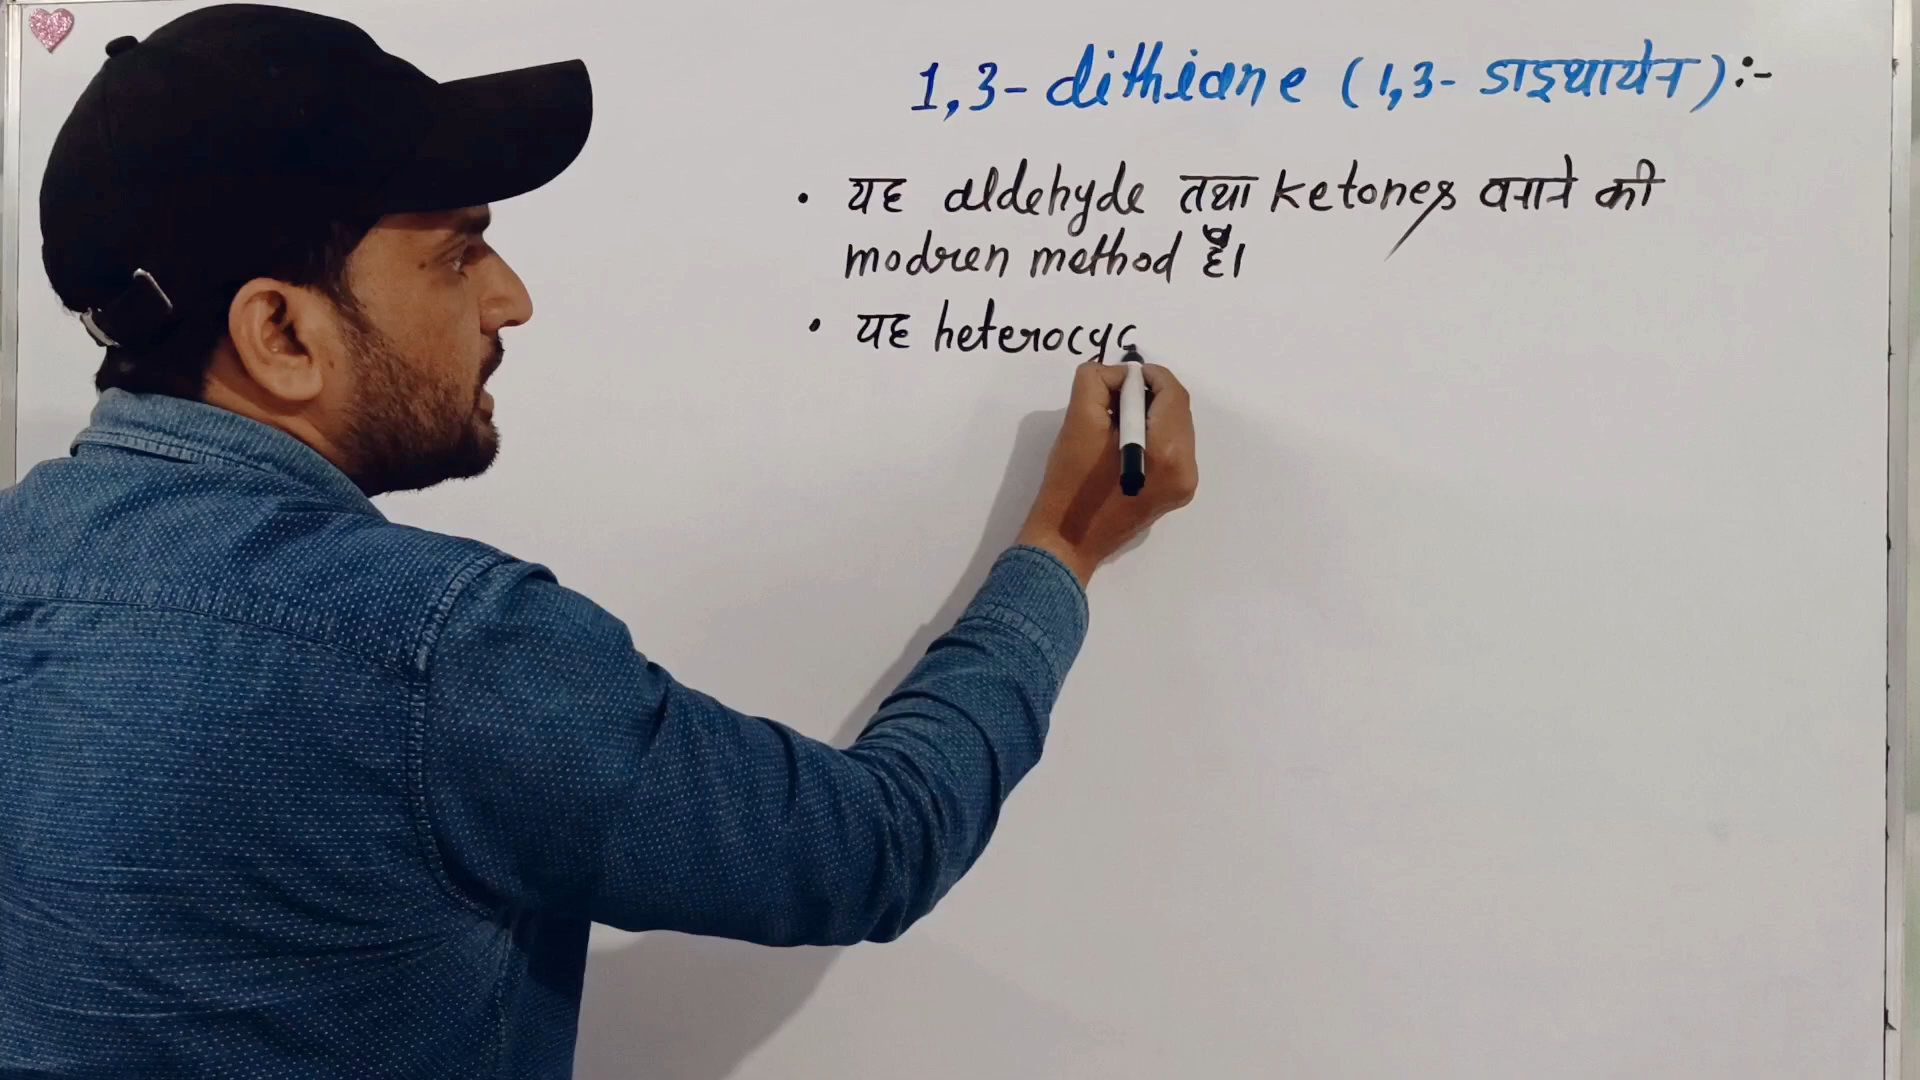 1,3- dithiane (1,3- डाइथायेन) :-
• यह aldehyde तथा ketones बनाने की
modren method है।
• यह heterocyc